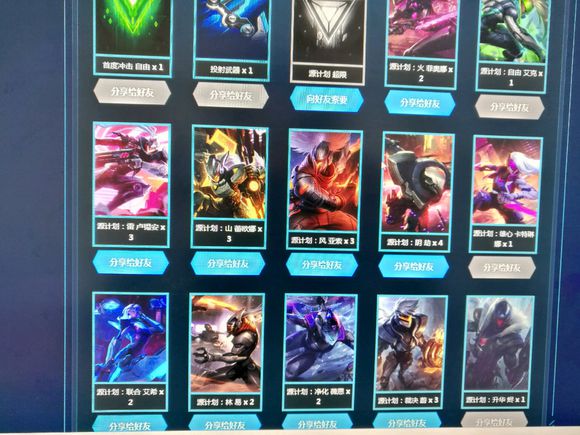 首度冲击 自由 x 1
投射武器 x 1
源计划 超限
源计划：火 菲奥娜 x
2
源计划：自由 艾克 x
1
分享给好友
分享给好友
向好友索要
分享给好友
分享给好友
源计划：雷 卢锡安 x
3
源计划：山 蕾欧娜 x
3
源计划：风 亚索 x 3
源计划：阴 劫 x 4
源计划：雄心 卡特琳
娜 x 1
分享给好友
分享给好友
分享给好友
分享给好友
分享给好友
源计划：联合 艾希 x
2
源计划：林 易 x 2
源计划：净化 薇恩 x
2
源计划：裁决 蔚 x 3
源计划：升华 烬 x 1
分享给好友
分享给好友
分享给好友
分享给好友
分享给好友